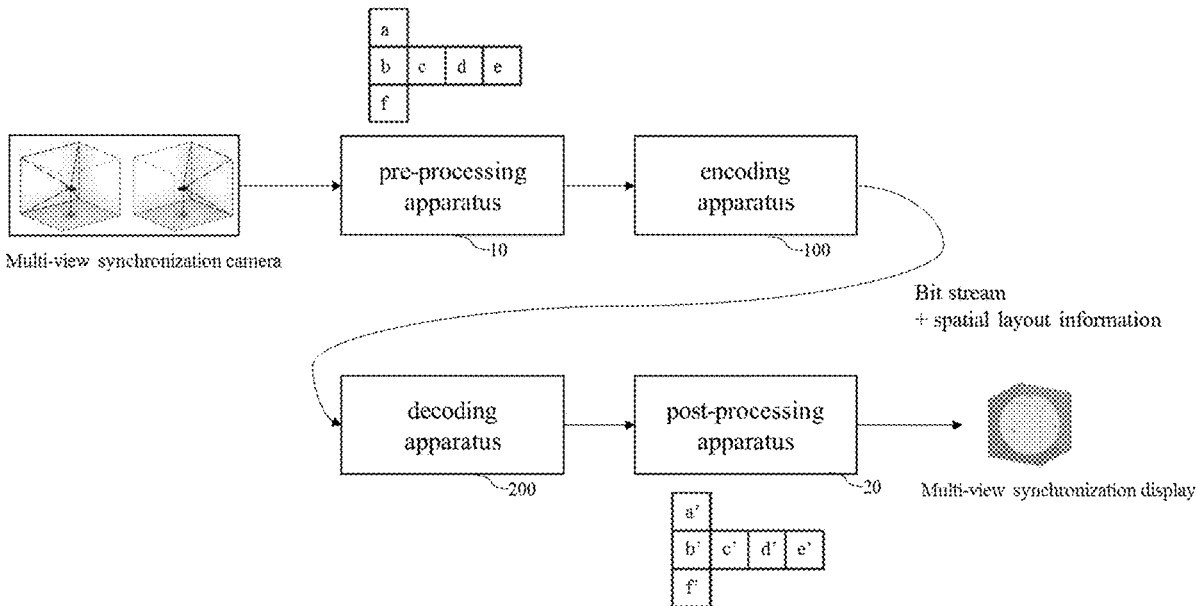 a
b c d e
f
pre-processing
apparatus
10
encoding
apparatus
100
Multi-view synchronization camera
Bit stream
+ spatial layout information
decoding
apparatus
200
post-processing
apparatus
20
Multi-view synchronization display
a'
b' c' d' e'
f'